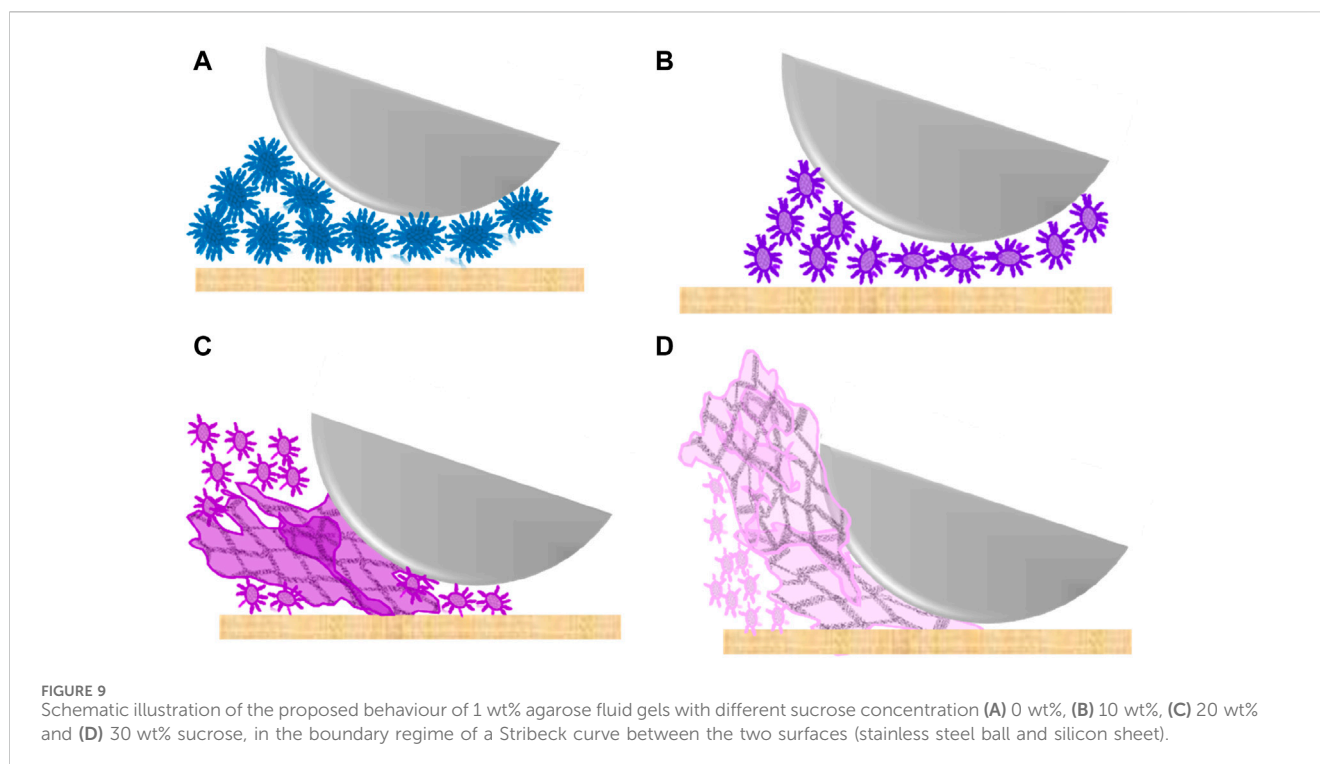 A
B
C
D
FIGURE 9
Schematic illustration of the proposed behaviour of 1 wt% agarose fluid gels with different sucrose concentration (A) 0 wt%, (B) 10 wt%, (C) 20 wt%
and (D) 30 wt% sucrose, in the boundary regime of a Stribeck curve between the two surfaces (stainless steel ball and silicon sheet).